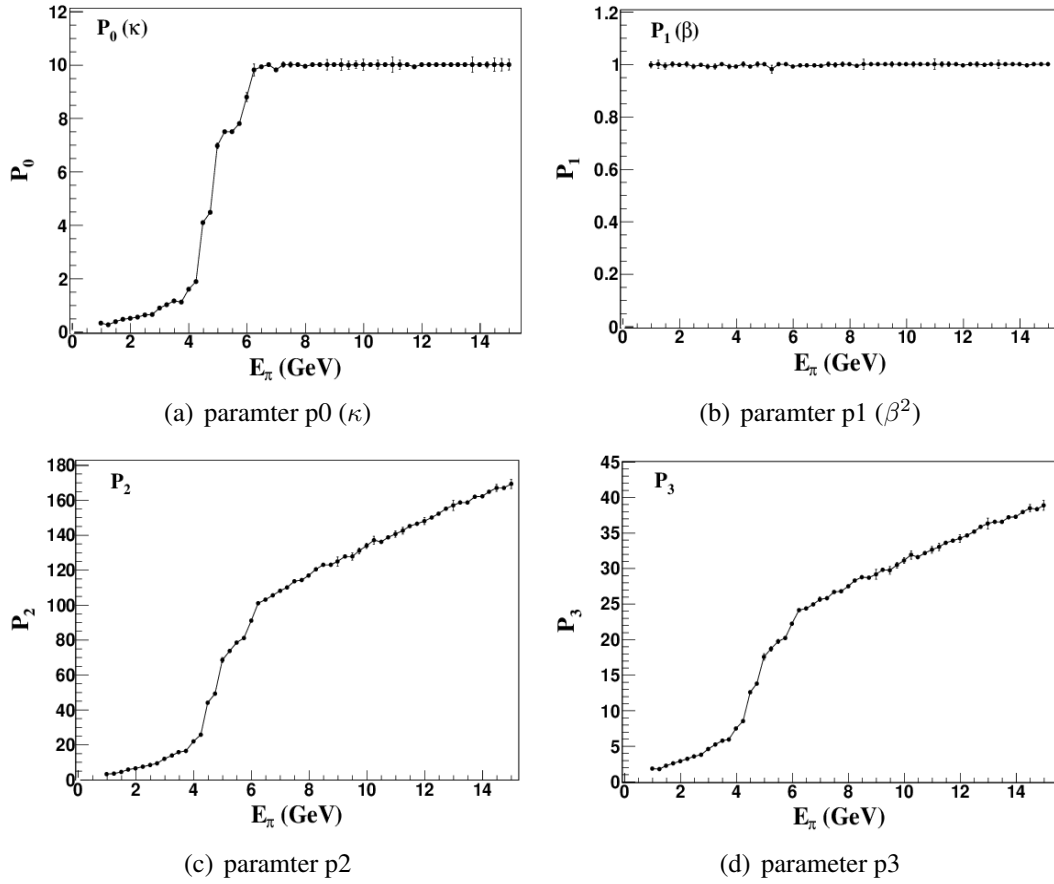 P0 (κ)
P0
12
10
8
6
4
2
0
0 2 4 6 8 10 12 14
Eπ (GeV)
(a) paramter p0 (κ)
P1 (β)
P1
1.2
1
0.8
0.6
0.4
0.2
0
0 2 4 6 8 10 12 14
Eπ (GeV)
(b) paramter p1 (β²)
P2
P2
180
160
140
120
100
80
60
40
20
0
0 2 4 6 8 10 12 14
Eπ (GeV)
(c) paramter p2
P3
P3
45
40
35
30
25
20
15
10
5
0
0 2 4 6 8 10 12 14
Eπ (GeV)
(d) parameter p3